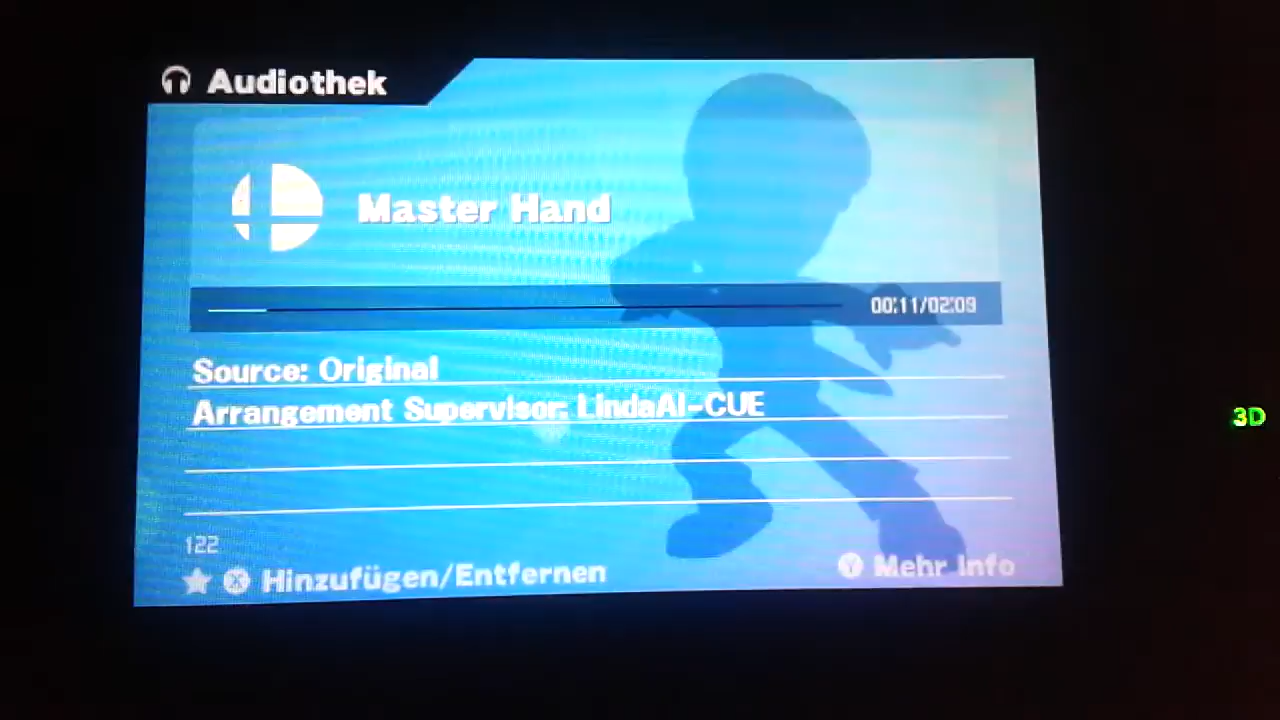 Audiothek
Master Hand
00:11/02:09
Source: Original
Arrangement Supervisor: LindaAI-CUE
122
X Hinzufügen/Entfernen
Y Mehr Info
3D